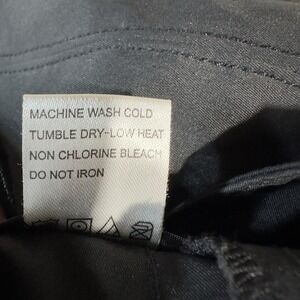 MACHINE WASH COLD
TUMBLE DRY-LOW HEAT
NON CHLORINE BLEACH
DO NOT IRON